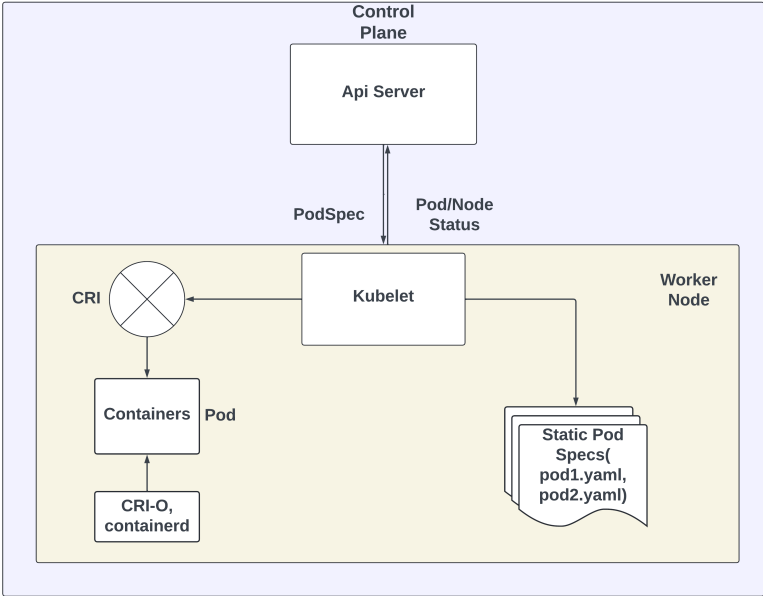 Control
Plane
Api Server
PodSpec
Pod/Node
Status
Kubelet
Worker
Node
CRI
Containers
Pod
Static Pod
Specs(
pod1.yaml,
pod2.yaml)
CRI-O,
containerd